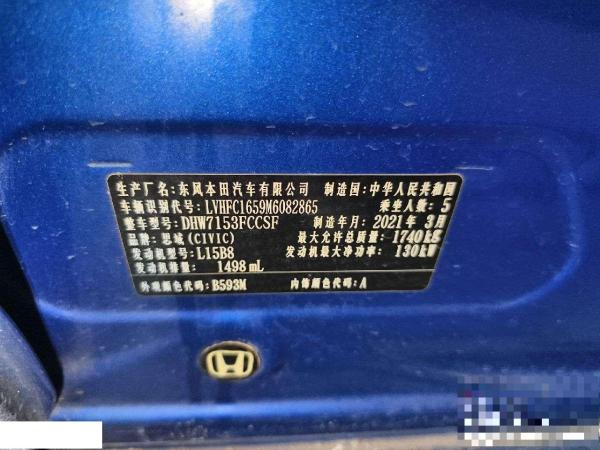 生产厂名:东风本田汽车有限公司 制造国:中华人民共和国
车辆识别代号:LVHFC1659M6082865 乘坐人数:5
整车型号:DHW7153FCCSF 制造年月:2021年 3月
品牌:思域(CIVIC) 最大允许总质量:1740kG
发动机型号:L15B8 发动机最大净功率:130kW
发动机排量:1498 mL
外观颜色代码:B593M 内饰颜色代码:A